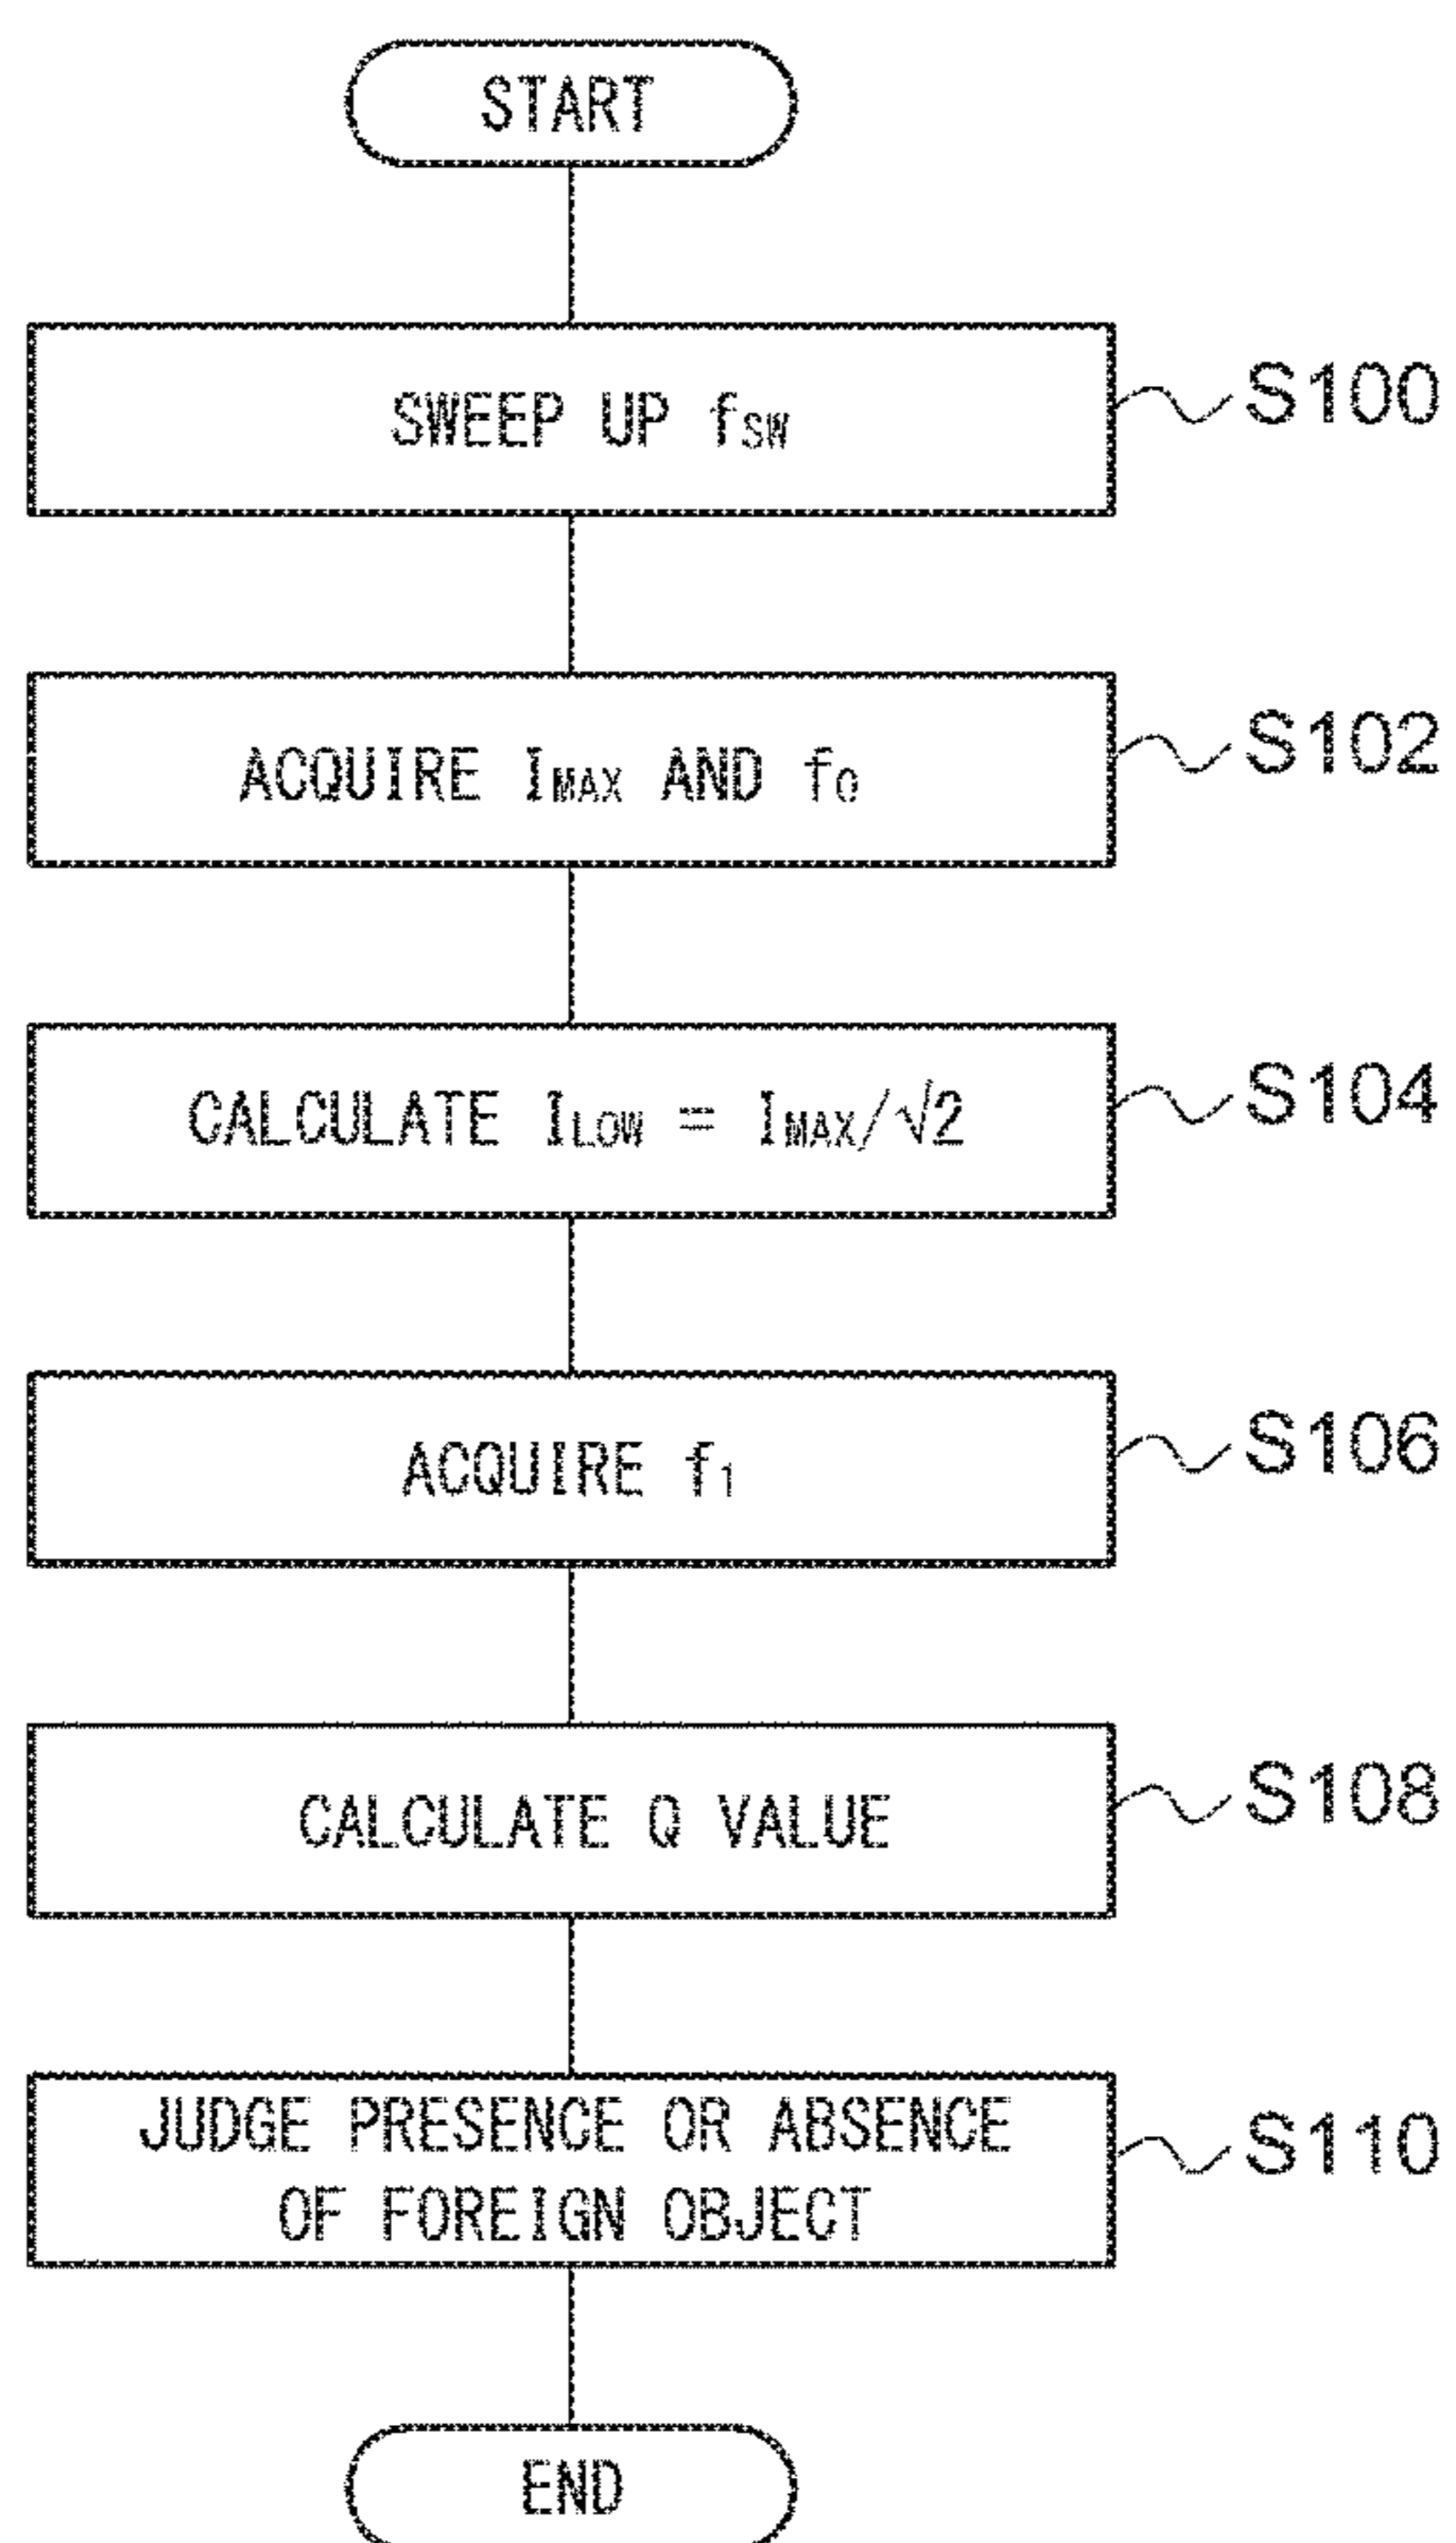 START
SWEEP UP fSW
S100
ACQUIRE IMAX AND f0
S102
CALCULATE ILOW = IMAX/√2
S104
ACQUIRE f1
S106
CALCULATE Q VALUE
S108
JUDGE PRESENCE OR ABSENCE
OF FOREIGN OBJECT
S110
END